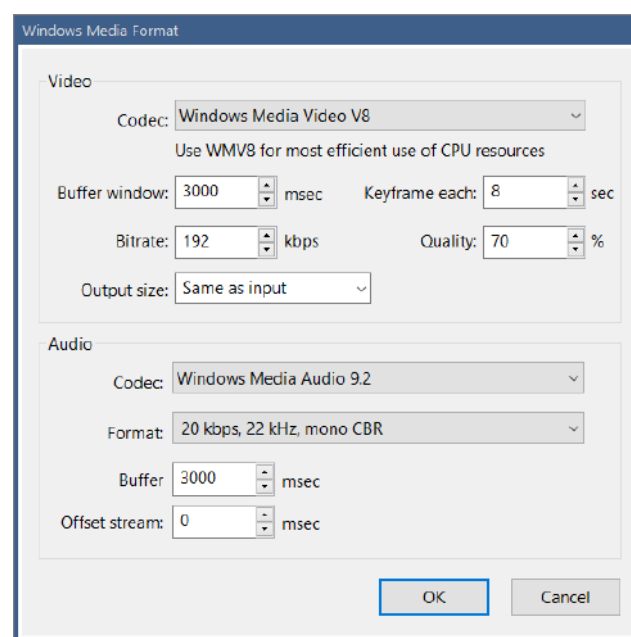 Windows Media Format
Video
Codec: Windows Media Video V8
Use WMV8 for most efficient use of CPU resources
Buffer window: 3000 msec Keyframe each: 8 sec
Bitrate: 192 kbps Quality: 70 %
Output size: Same as input
Audio
Codec: Windows Media Audio 9.2
Format: 20 kbps, 22 kHz, mono CBR
Buffer 3000 msec
Offset stream: 0 msec
OK Cancel